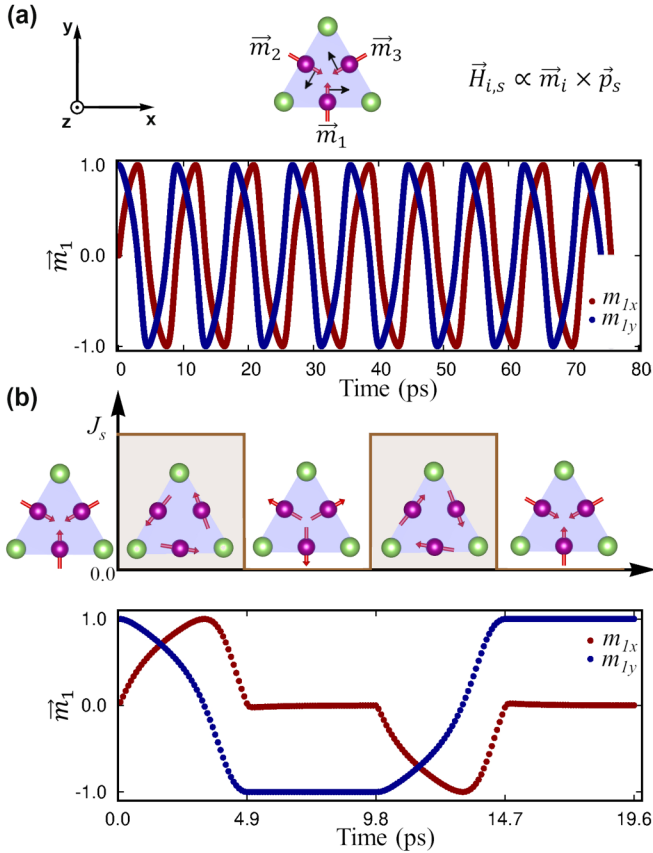 (a)
y
z
x
m⃗₂
m⃗₃
m⃗₁
H⃗ᵢ,ₛ ∝ m⃗ᵢ × p⃗ₛ
1.0
0.0
-1.0
m⃗₁
m₁ₓ
m₁ᵧ
0 10 20 30 40 50 60 70 80
Time (ps)
(b)
Jₛ
0.0
1.0
0.0
-1.0
m⃗₁
m₁ₓ
m₁ᵧ
0.0 4.9 9.8 14.7 19.6
Time (ps)